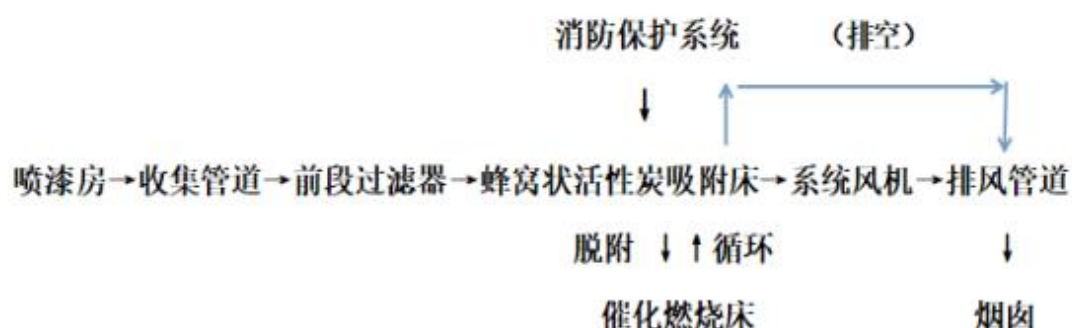 消防保护系统 （排空）
喷漆房→收集管道→前段过滤器→蜂窝状活性炭吸附床→系统风机→排风管道
脱附 ↓ ↑ 循环
催化燃烧床 烟囱